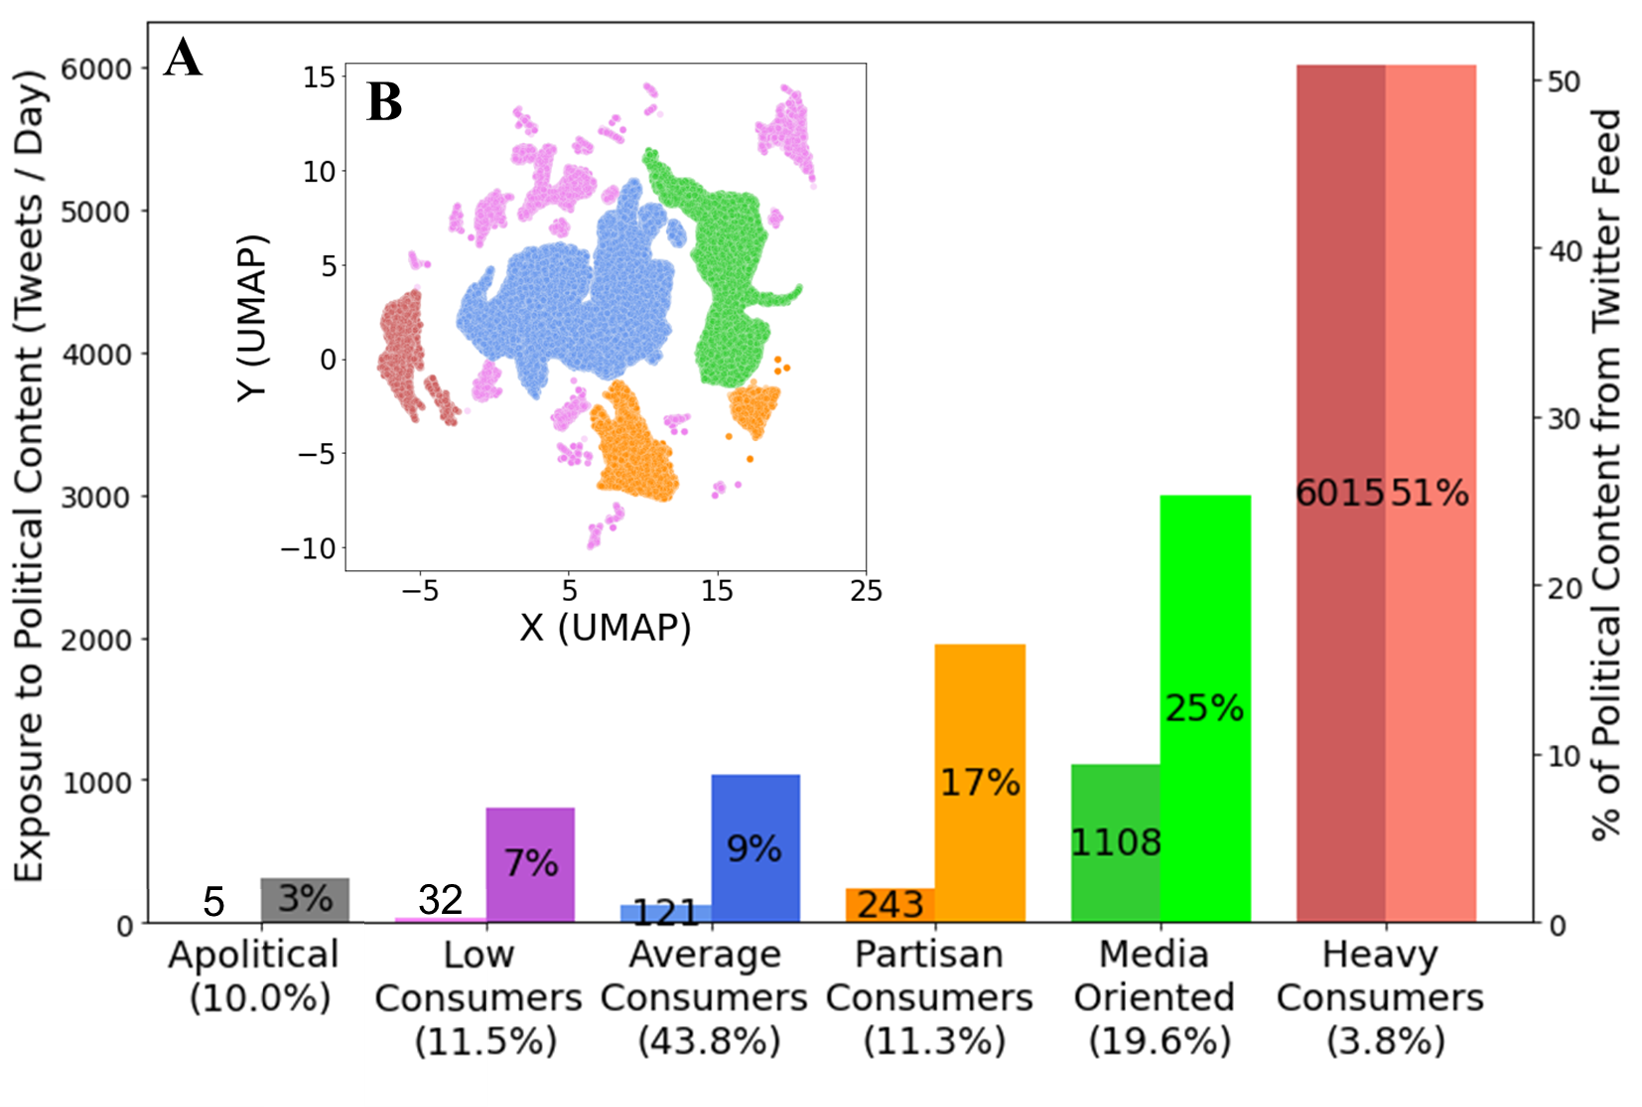 A
Exposure to Political Content (Tweets / Day)
6000
5000
4000
3000
2000
1000
0
B
Y (UMAP)
15
10
5
0
−5
−10
−5
5
15
25
X (UMAP)
% of Political Content from Twitter Feed
50
40
30
20
10
0
5
3%
32
7%
121
9%
243
17%
1108
25%
6015
51%
Apolitical
(10.0%)
Low
Consumers
(11.5%)
Average
Consumers
(43.8%)
Partisan
Consumers
(11.3%)
Media
Oriented
(19.6%)
Heavy
Consumers
(3.8%)